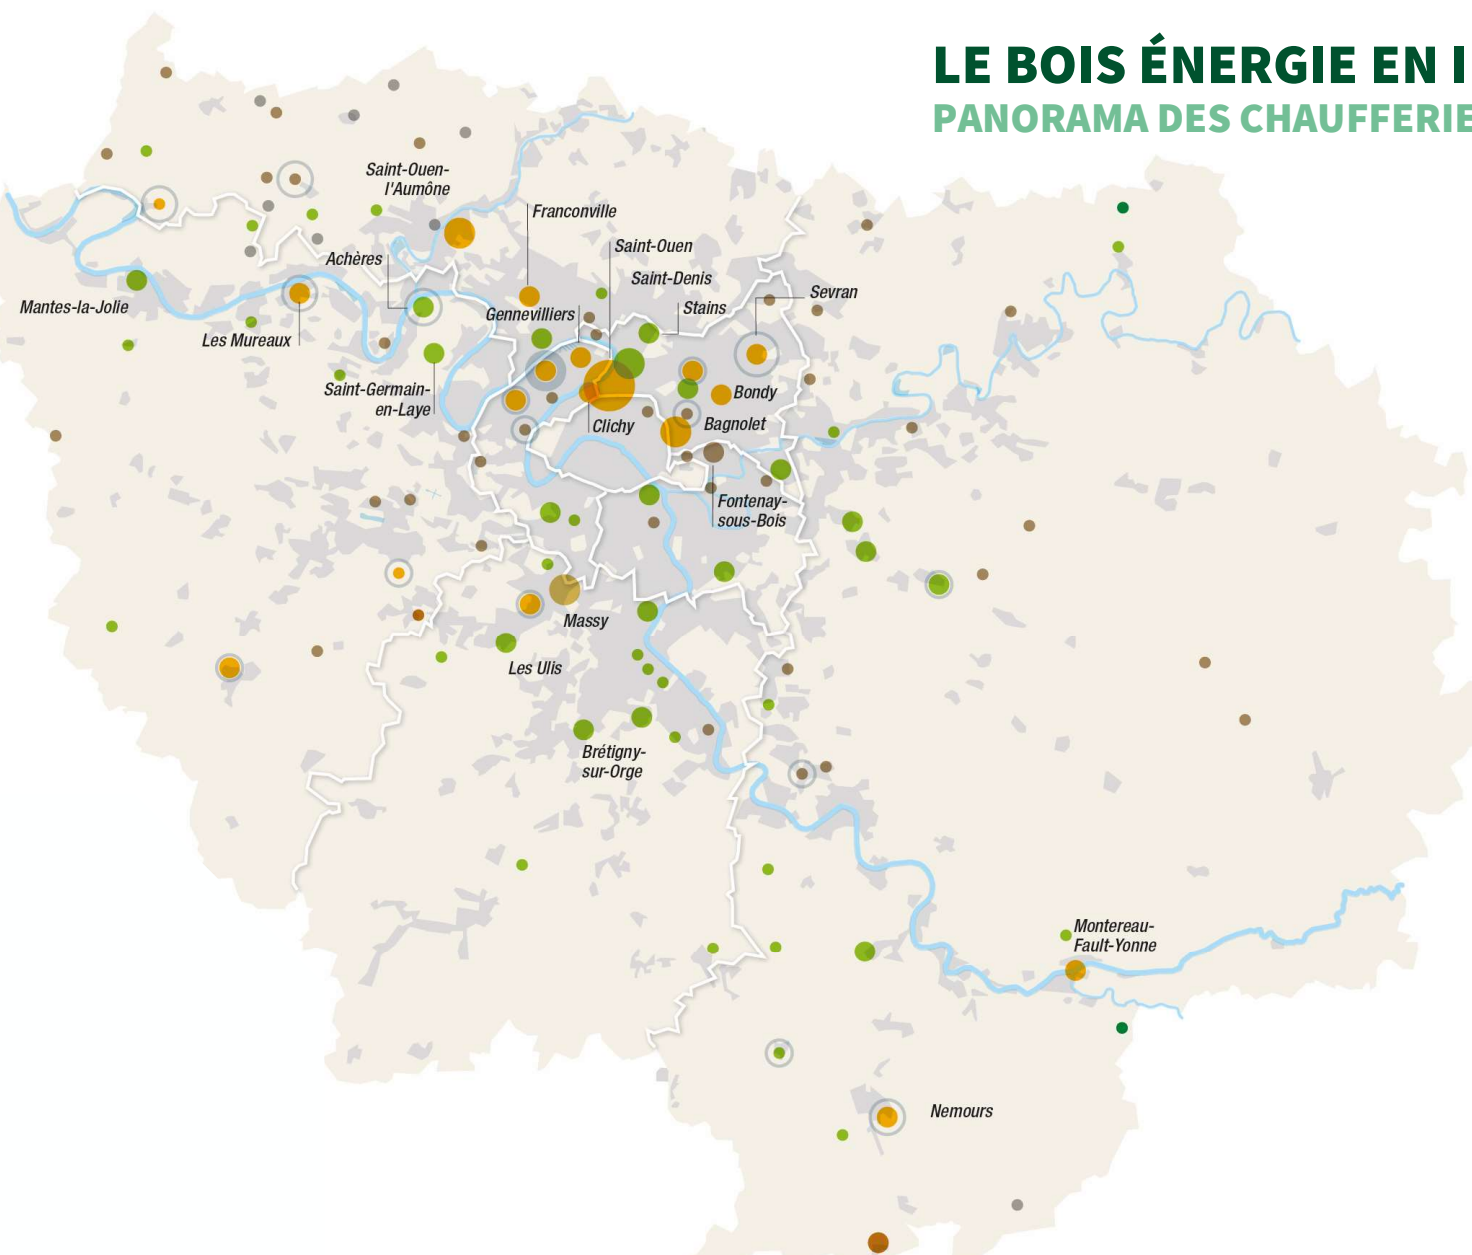 LE BOIS ÉNERGIE EN I
PANORAMA DES CHAUFFERIE
Saint-Ouen-
l'Aumône
Franconville
Saint-Ouen
Achères
Saint-Denis
Sevran
Mantes-la-Jolie
Gennevilliers
Stains
Les Mureaux
Saint-Germain-
en-Laye
Bondy
Clichy
Bagnolet
Fontenay-
sous-Bois
Massy
Les Ulis
Brétigny-
sur-Orge
Montereau-
Fault-Yonne
Nemours